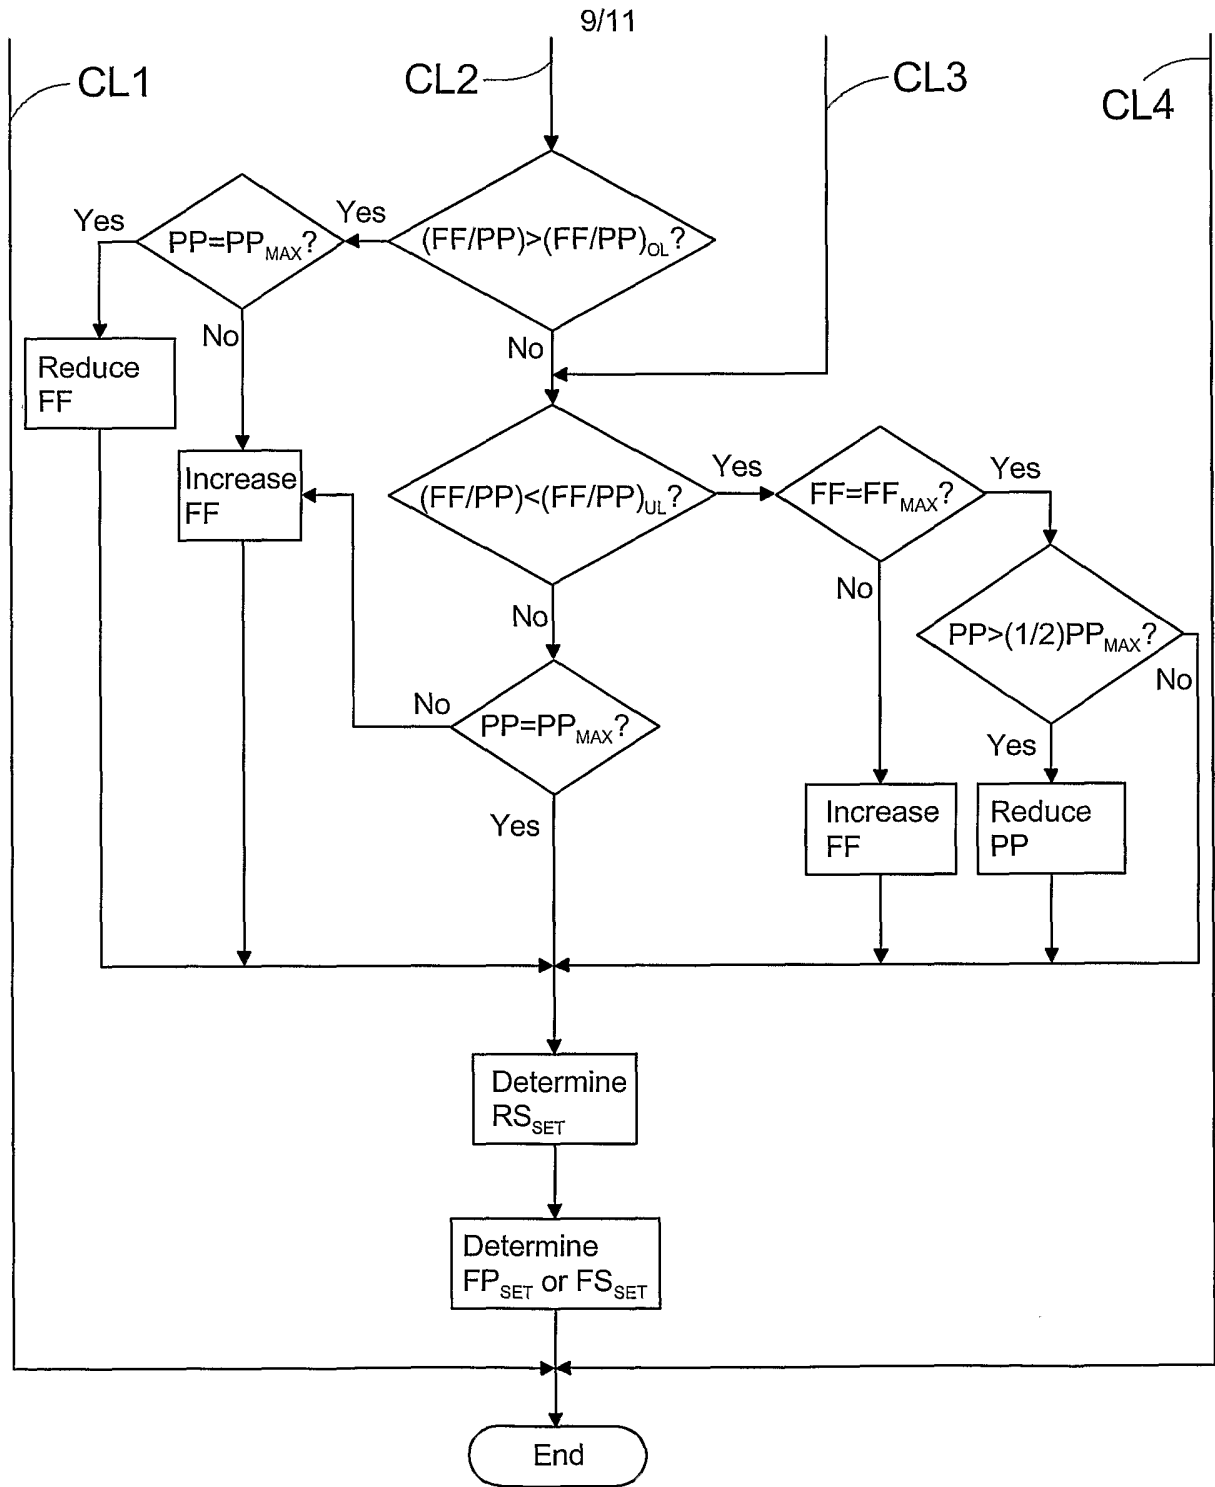 9/11
CL1
CL2
CL3
CL4
Yes
PP=PPMAX?
Yes
(FF/PP)>(FF/PP)OL?
No
No
Reduce
FF
Increase
FF
(FF/PP)<(FF/PP)UL?
Yes
FF=FFMAX?
Yes
No
No
PP>(1/2)PPMAX?
No
No
PP=PPMAX?
Yes
Yes
Increase
FF
Reduce
PP
Determine
RSSET
Determine
FPSET or FSSET
End